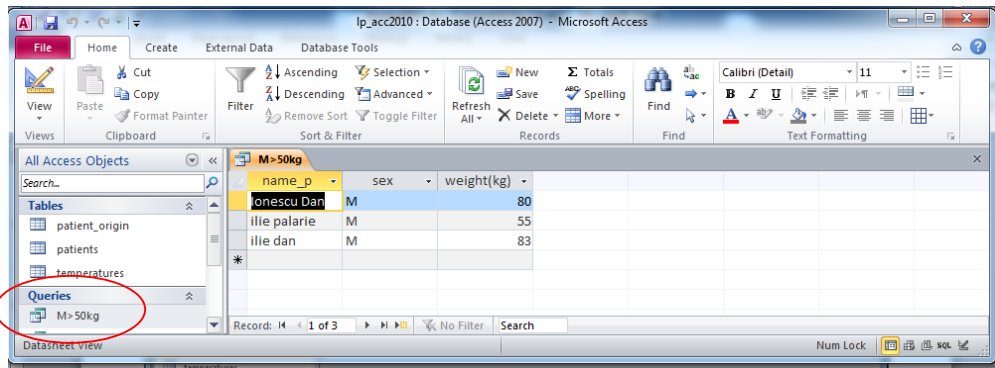 lp_acc2010 : Database (Access 2007) - Microsoft Access
File Home Create External Data Database Tools
View
Views
Paste
Cut
Copy
Format Painter
Clipboard
Filter
Ascending
Descending
Remove Sort
Selection
Advanced
Toggle Filter
Sort & Filter
Refresh
All
New
Save
Delete
Totals
Spelling
More
Records
Find
Find
Calibri (Detail) 11
B I U
Text Formatting
All Access Objects
Search...
Tables
patient_origin
patients
temperatures
Queries
M>50kg
M>50kg
name_p sex weight(kg)
Ionescu Dan M 80
ilie palarie M 55
ilie dan M 83
Record: 1 of 3 No Filter Search
Datasheet View Num Lock SQL